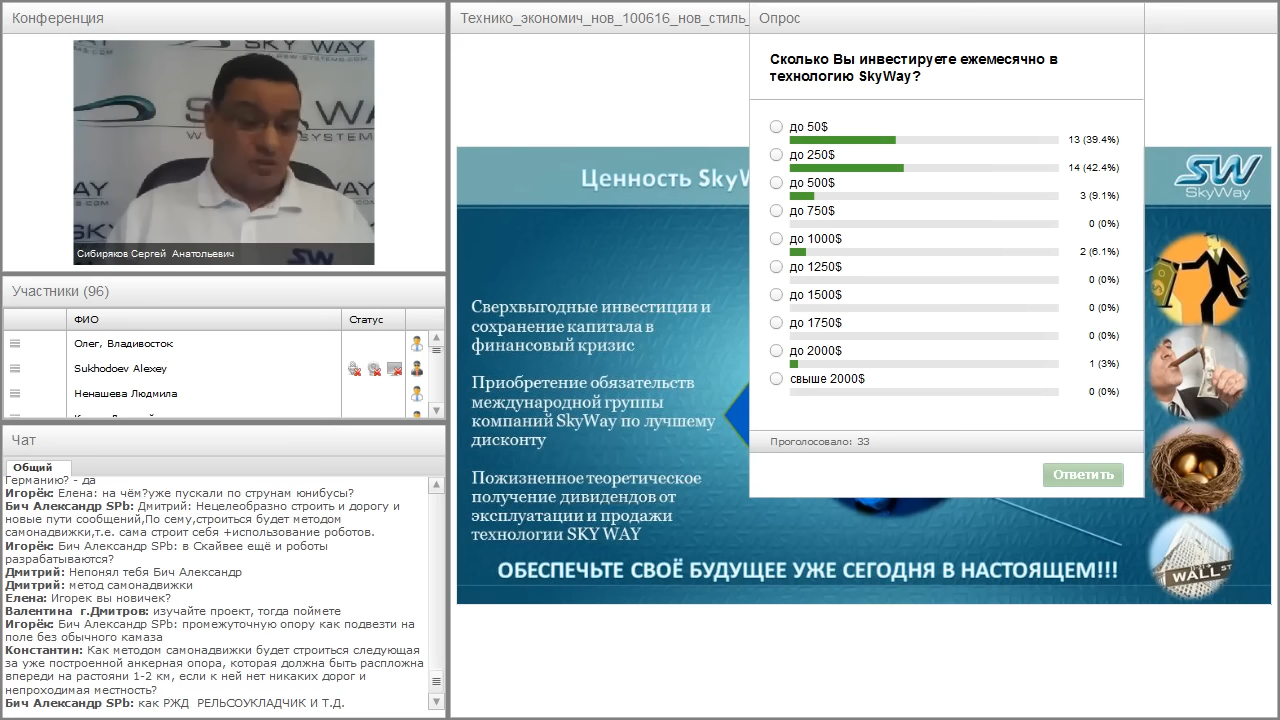 Конференция
SKY WAY
RSW-SYSTEMS.COM
Сибиряков Сергей Анатольевич
Участники (96)
ФИО
Статус
Олег, Владивосток
Sukhodoev Alexey
Ненашева Людмила
Чат
Общий
Германию? - да
Игорёк: Елена: на чём?уже пускали по струнам юнибусы?
Бич Александр SPb: Дмитрий: Нецелеобразно строить и дорогу и
новые пути сообщений,По сему,строиться будет методом
самонадвижки,т.е. сама строит себя +использование роботов.
Игорёк: Бич Александр SPb: в Скайвее ещё и роботы
разрабатываются?
Дмитрий: Непонял тебя Бич Александр
Дмитрий: метод самонадвижки
Елена: Игорек вы новичек?
Валентина г.Дмитров: изучайте проект, тогда поймете
Игорёк: Бич Александр SPb: промежуточную опору как подвезти на
поле без обычного камаза
Константин: Как методом самонадвижки будет строиться следующая
за уже построенной анкерная опора, которая должна быть распложна
впереди на растояни 1-2 км, если к ней нет никаких дорог и
непроходимая местность?
Бич Александр SPb: как РЖД РЕЛЬСОУКЛАДЧИК И Т.Д.
Технико_экономич_нов_100616_нов_стиль_
Ценность SkyW
SW
SkyWay
Сверхвыгодные инвестиции и
сохранение капитала в
финансовый кризис
Приобретение обязательств
международной группы
компаний SkyWay по лучшему
дисконту
Пожизненное теоретическое
получение дивидендов от
эксплуатации и продажи
технологии SKY WAY
ОБЕСПЕЧЬТЕ СВОЁ БУДУЩЕЕ УЖЕ СЕГОДНЯ В НАСТОЯЩЕМ!!!
WALL ST
Опрос
Сколько Вы инвестируете ежемесячно в
технологию SkyWay?
до 50$
13 (39.4%)
до 250$
14 (42.4%)
до 500$
3 (9.1%)
до 750$
0 (0%)
до 1000$
2 (6.1%)
до 1250$
0 (0%)
до 1500$
0 (0%)
до 1750$
0 (0%)
до 2000$
1 (3%)
свыше 2000$
0 (0%)
Проголосовало: 33
Ответить